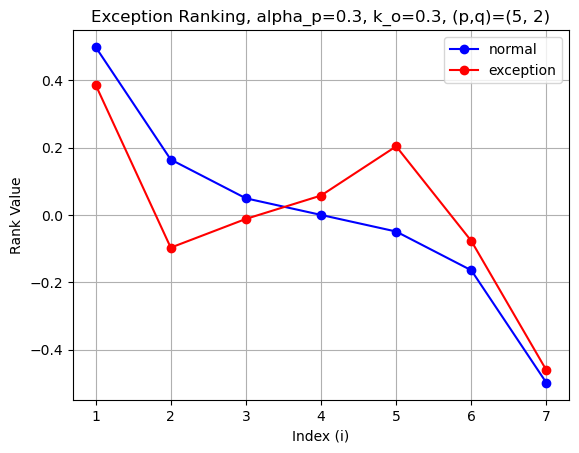 Exception Ranking, alpha_p=0.3, k_o=0.3, (p,q)=(5, 2)
normal
exception
Rank Value
0.4
0.2
0.0
−0.2
−0.4
1 2 3 4 5 6 7
Index (i)